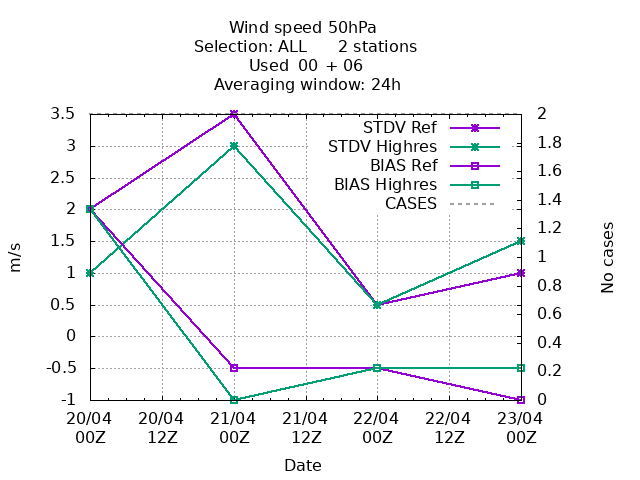 Wind speed 50hPa
Selection: ALL 2 stations
Used 00 + 06
Averaging window: 24h
3.5
3
2.5
2
1.5
1
0.5
0
-0.5
-1
m/s
STDV Ref
STDV Highres
BIAS Ref
BIAS Highres
CASES
2
1.8
1.6
1.4
1.2
1
0.8
0.6
0.4
0.2
0
No cases
20/04 20/04 21/04 21/04 22/04 22/04 23/04
00Z 12Z 00Z 12Z 00Z 12Z 00Z
Date